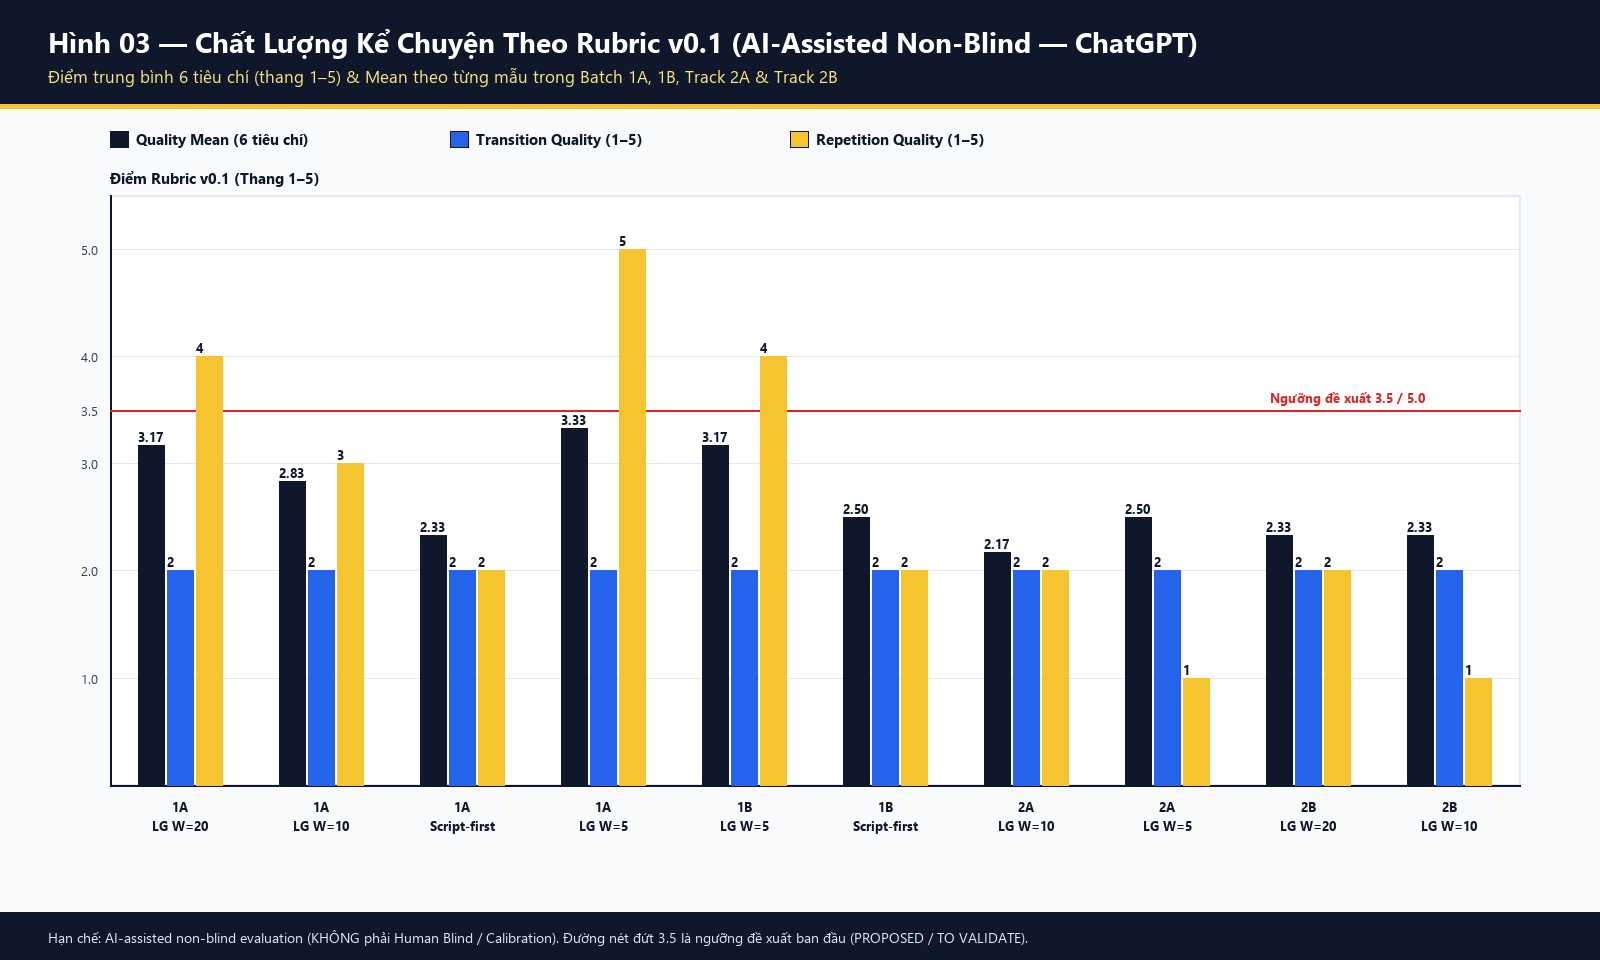 Hình 03 — Chất Lượng Kể Chuyện Theo Rubric v0.1 (AI-Assisted Non-Blind — ChatGPT)
Điểm trung bình 6 tiêu chí (thang 1–5) & Mean theo từng mẫu trong Batch 1A, 1B, Track 2A & Track 2B
Quality Mean (6 tiêu chí)
Transition Quality (1–5)
Repetition Quality (1–5)
Điểm Rubric v0.1 (Thang 1–5)
5.0
4.0
3.5
3.0
2.0
1.0
Ngưỡng đề xuất 3.5 / 5.0
3.17
2
4
2.83
2
3
2.33
2
2
3.33
2
5
3.17
2
4
2.50
2
2
2.17
2
2
2.50
2
1
2.33
2
2
2.33
2
1
1A
LG W=20
1A
LG W=10
1A
Script-first
1A
LG W=5
1B
LG W=5
1B
Script-first
2A
LG W=10
2A
LG W=5
2B
LG W=20
2B
LG W=10
Hạn chế: AI-assisted non-blind evaluation (KHÔNG phải Human Blind / Calibration). Đường nét đứt 3.5 là ngưỡng đề xuất ban đầu (PROPOSED / TO VALIDATE).